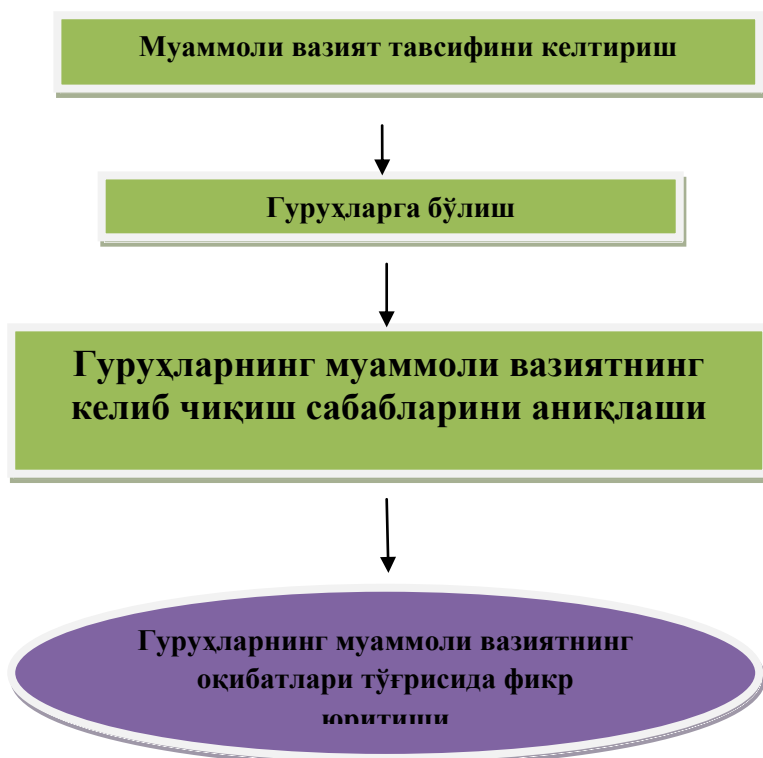 Муаммоли вазият тавсифини келтириш
Гуруҳларга бўлиш
Гуруҳларнинг муаммоли вазиятнинг
келиб чиқиш сабабларини аниқлаши
Гуруҳларнинг муаммоли вазиятнинг
оқибатлари тўғрисида фикр
юритиши